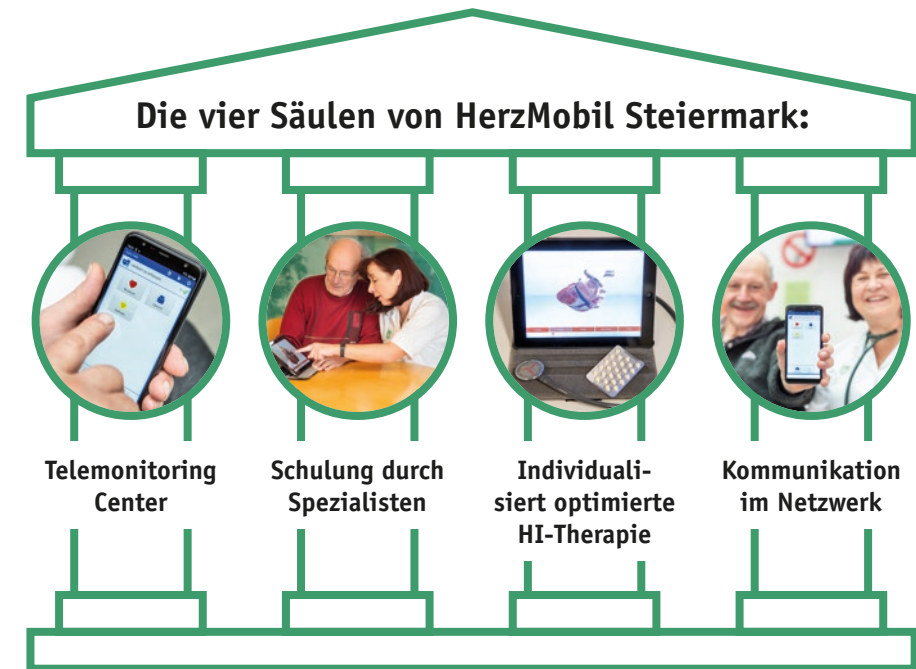 Die vier Säulen von HerzMobil Steiermark:
Telemonitoring
Center
Schulung durch
Spezialisten
Individuali-
siert optimierte
HI-Therapie
Kommunikation
im Netzwerk